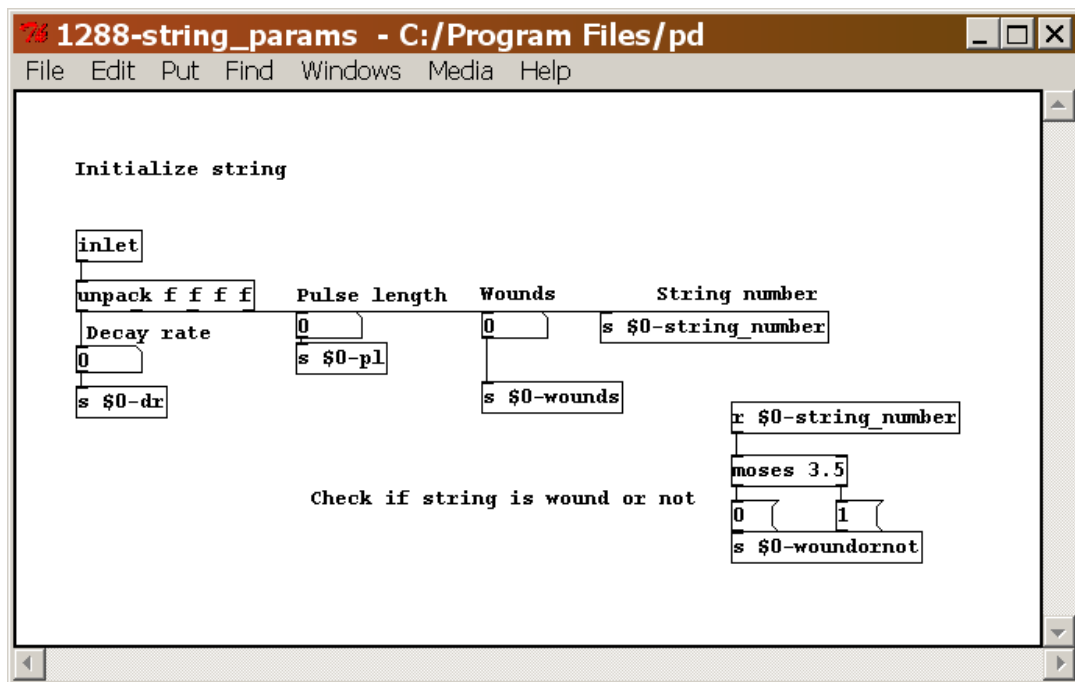 1288-string_params - C:/Program Files/pd
File Edit Put Find Windows Media Help
Initialize string
inlet
unpack f f f f
Pulse length
Wounds
String number
Decay rate
0
0
s $0-string_number
0
s $0-pl
s $0-dr
s $0-wounds
r $0-string_number
moses 3.5
Check if string is wound or not
0
1
s $0-woundornot